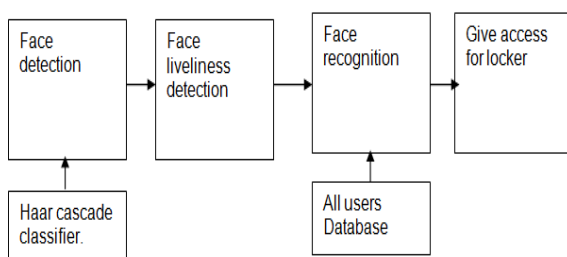 Face
detection
Face
liveliness
detection
Face
recognition
Give access
for locker
Haar cascade
classifier.
All users
Database